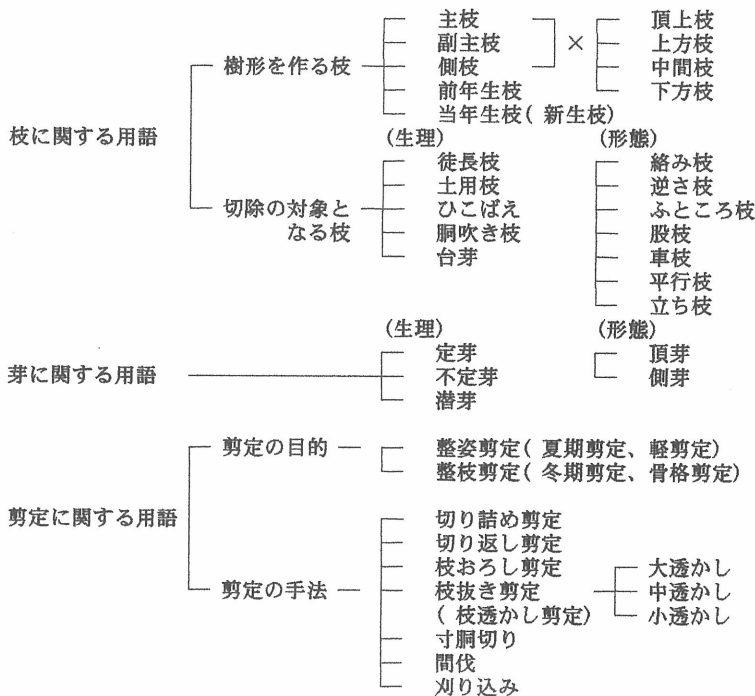 主枝 × 頂上枝
副主枝 上方枝
樹形を作る枝 側枝 中間枝
前年生枝 下方枝
当年生枝( 新生枝)
枝に関する用語
(生理) (形態)
徒長枝 絡み枝
土用枝 逆さ枝
切除の対象と ひこばえ ふところ枝
なる枝 胴吹き枝 股枝
台芽 車枝
平行枝
立ち枝
(生理) (形態)
定芽 頂芽
芽に関する用語 不定芽 側芽
潜芽
剪定の目的 整姿剪定( 夏期剪定、軽剪定)
整枝剪定( 冬期剪定、骨格剪定)
剪定に関する用語
切り詰め剪定
切り返し剪定
枝おろし剪定 大透かし
剪定の手法 枝抜き剪定 中透かし
( 枝透かし剪定) 小透かし
寸胴切り
間伐
刈り込み